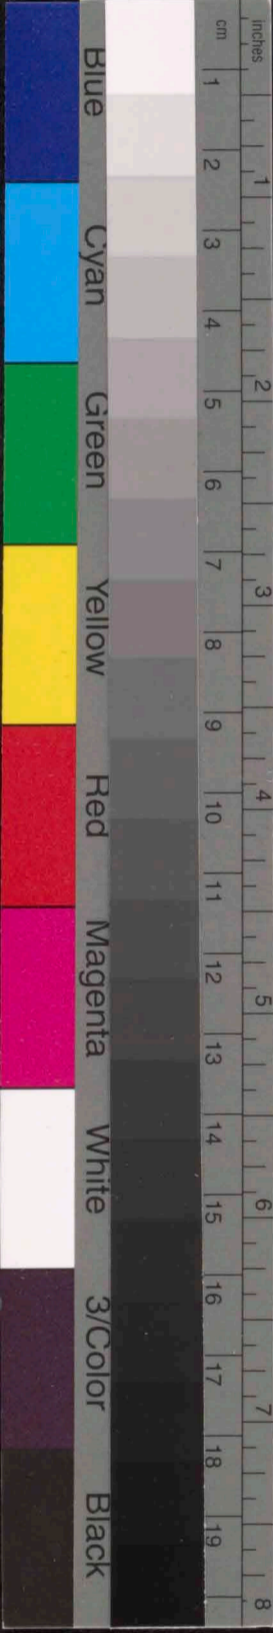 inches 1 2 3 4 5 6 7 8
cm 1 2 3 4 5 6 7 8 9 10 11 12 13 14 15 16 17 18 19
Blue Cyan Green Yellow Red Magenta White 3/Color Black